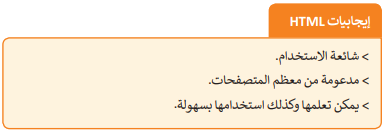 إيجابيات HTML
> شائعة الاستخدام.
> مدعومة من معظم المتصفحات.
> يمكن تعلمها وكذلك استخدامها بسهولة.